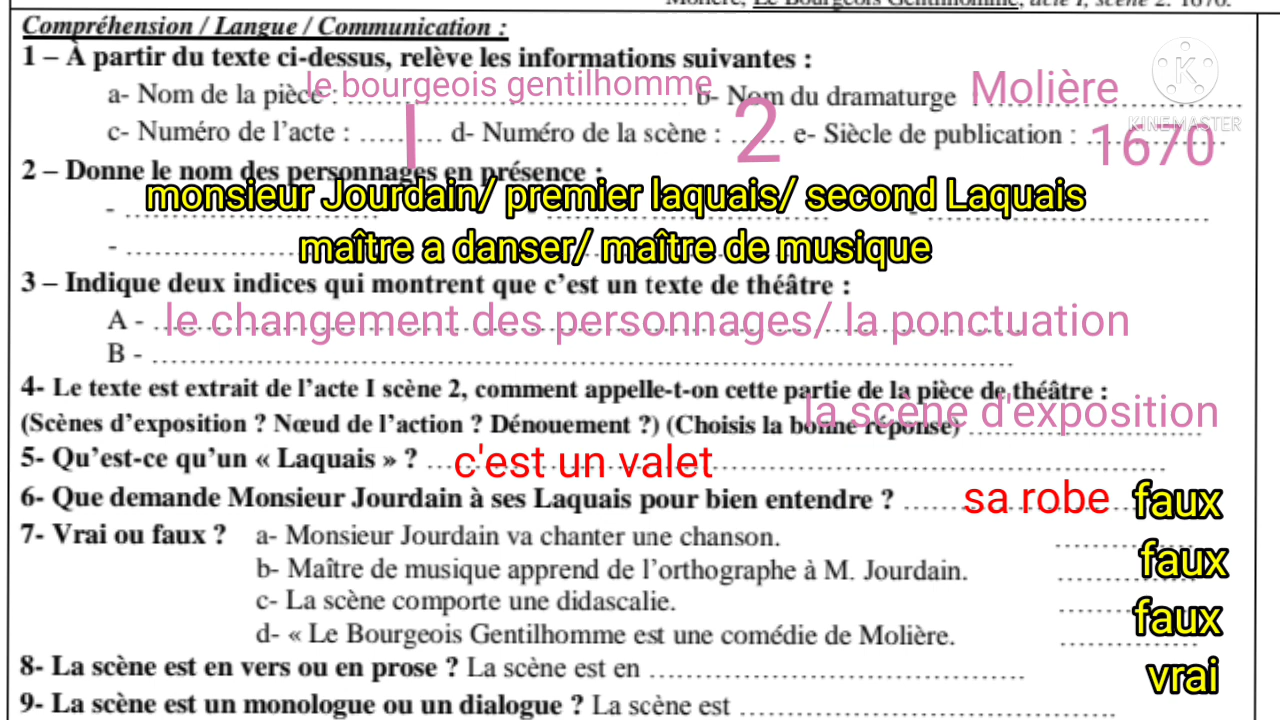 Molière, Le Bourgeois Gentilhomme, acte I, scène 2. 1670.
Compréhension / Langue / Communication :
1 – À partir du texte ci-dessus, relève les informations suivantes :
a- Nom de la pièce : le bourgeois gentilhomme b- Nom du dramaturge Molière
KINEMASTER
c- Numéro de l'acte : I d- Numéro de la scène : 2 e- Siècle de publication : 1670
2 – Donne le nom des personnages en présence :
- monsieur Jourdain/ premier laquais/ second Laquais
- maître a danser/ maître de musique
3 – Indique deux indices qui montrent que c'est un texte de théâtre :
A - le changement des personnages/ la ponctuation
B -
4- Le texte est extrait de l'acte I scène 2, comment appelle-t-on cette partie de la pièce de théâtre :
(Scènes d'exposition ? Nœud de l'action ? Dénouement ?) (Choisis la bonne réponse) la scène d'exposition
5- Qu'est-ce qu'un « Laquais » ? c'est un valet
6- Que demande Monsieur Jourdain à ses Laquais pour bien entendre ? sa robe faux
7- Vrai ou faux ? a- Monsieur Jourdain va chanter une chanson.
faux
b- Maître de musique apprend de l'orthographe à M. Jourdain.
c- La scène comporte une didascalie.
faux
d- « Le Bourgeois Gentilhomme est une comédie de Molière.
8- La scène est en vers ou en prose ? La scène est en
vrai
9- La scène est un monologue ou un dialogue ? La scène est